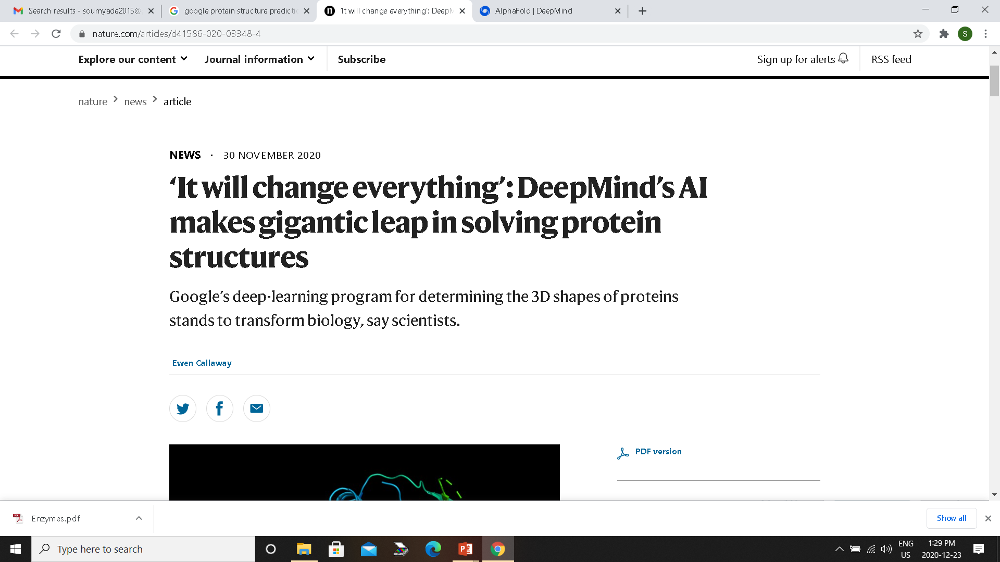 Search results - soumyade2015@
google protein structure predicti
'It will change everything': DeepM
AlphaFold | DeepMind
nature.com/articles/d41586-020-03348-4
S
Explore our content
Journal information
Subscribe
Sign up for alerts
RSS feed
nature > news > article
NEWS · 30 NOVEMBER 2020
‘It will change everything’: DeepMind’s AI
makes gigantic leap in solving protein
structures
Google’s deep-learning program for determining the 3D shapes of proteins
stands to transform biology, say scientists.
Ewen Callaway
PDF version
Enzymes.pdf
Show all
Type here to search
ENG
US
1:29 PM
2020-12-23